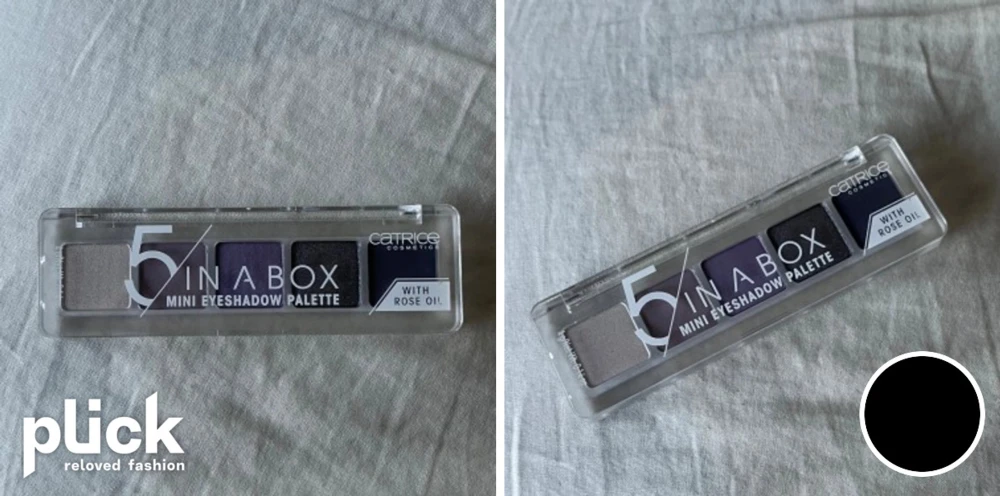 5 IN A BOX
MINI EYESHADOW PALETTE
CATRICE
COSMETICS
WITH
ROSE OIL
plick
reloved fashion
5 IN A BOX
MINI EYESHADOW PALETTE
CATRICE
COSMETICS
WITH
ROSE OIL